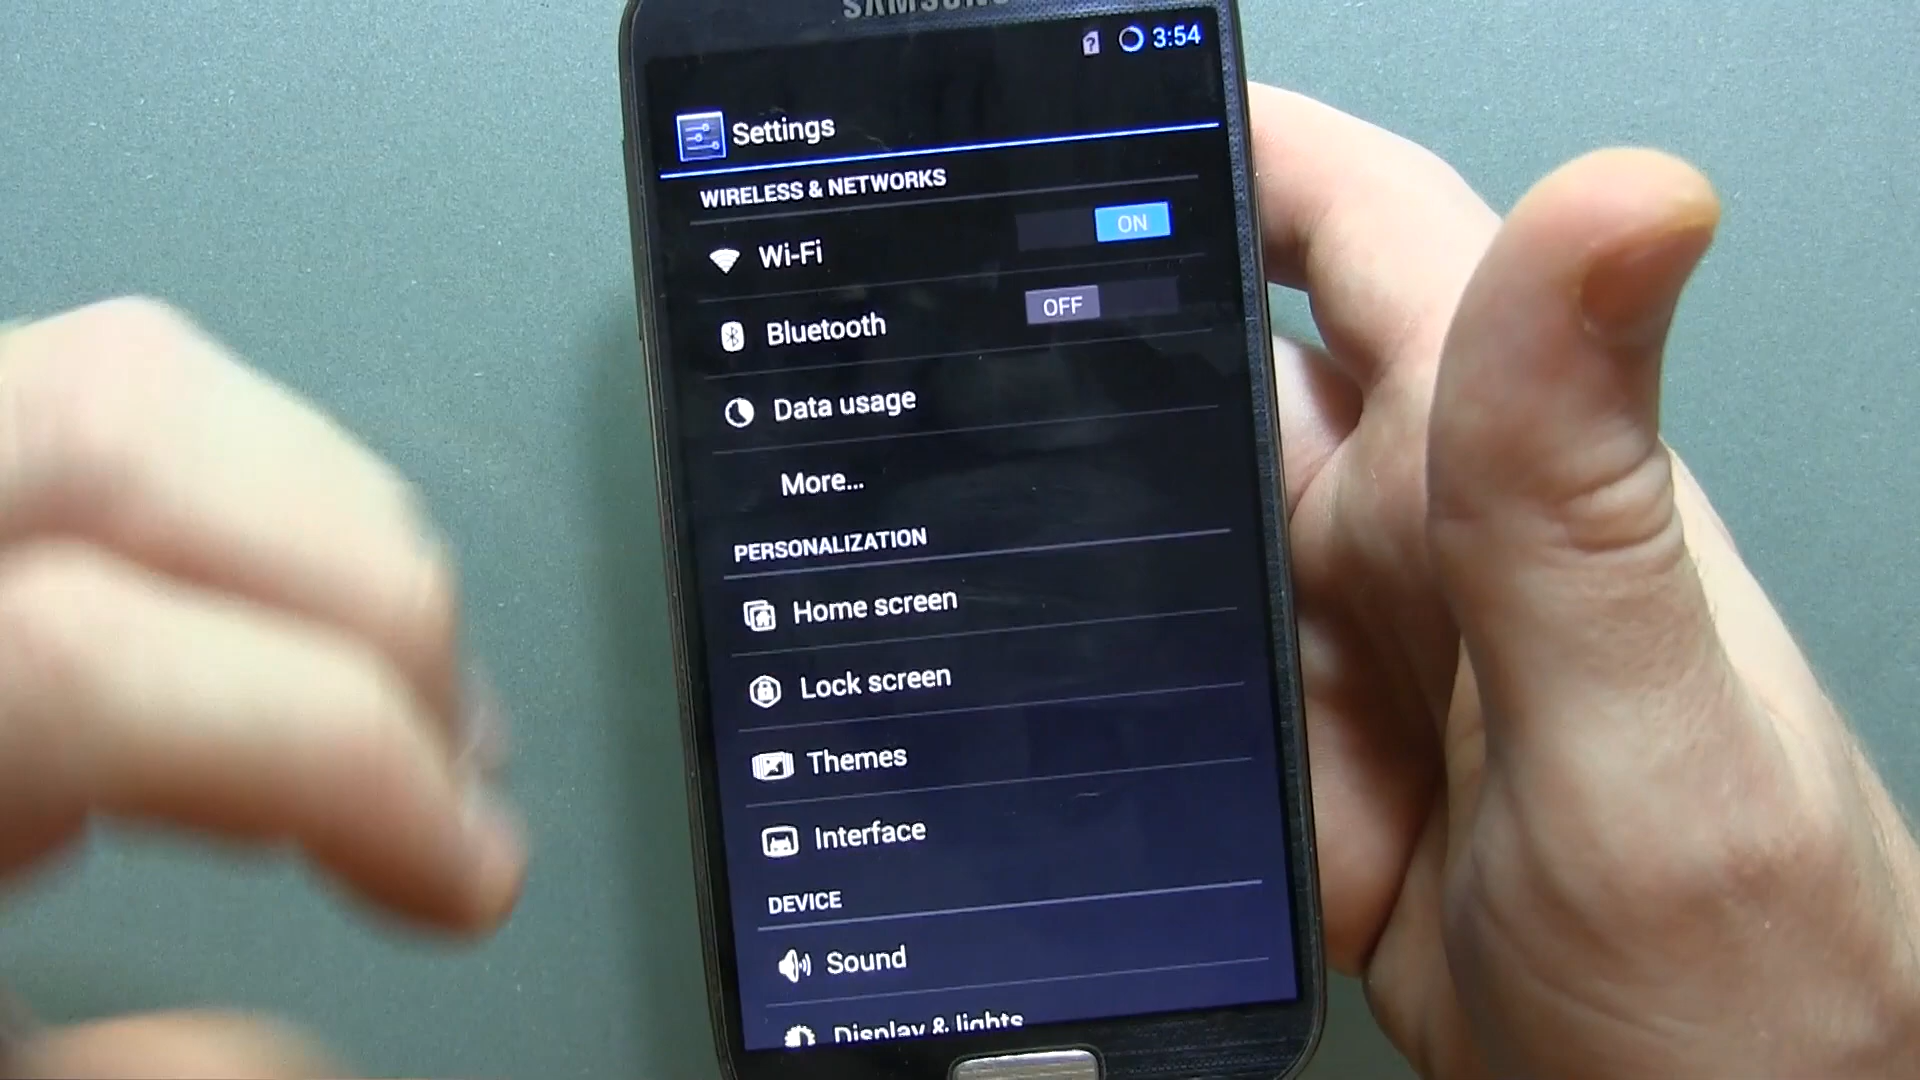 SAMSUNG
? 3:54
Settings
WIRELESS & NETWORKS
Wi-Fi ON
Bluetooth OFF
Data usage
More...
PERSONALIZATION
Home screen
Lock screen
Themes
Interface
DEVICE
Sound
Display & lights